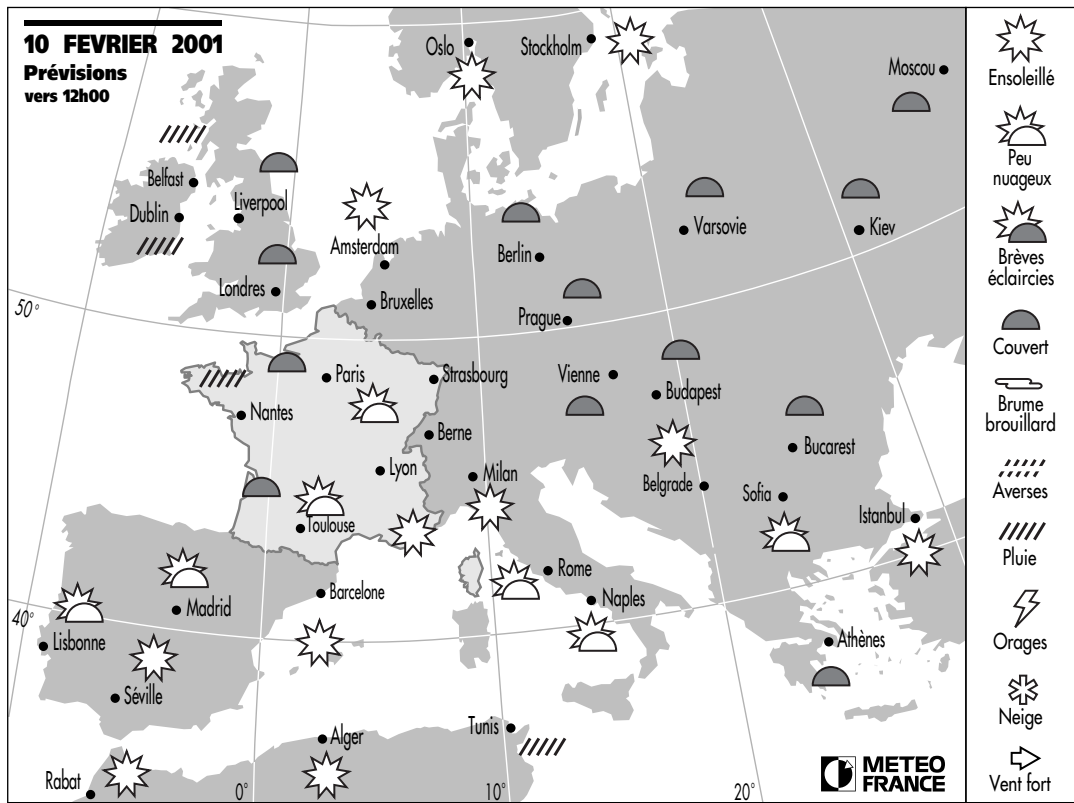 10 FEVRIER 2001
Prévisions
vers 12h00
Oslo
Stockholm
Moscou
Belfast
Dublin
Liverpool
Amsterdam
Londres
Bruxelles
Berlin
Varsovie
Kiev
Prague
50°
Paris
Strasbourg
Vienne
Budapest
Nantes
Berne
Bucarest
Lyon
Milan
Belgrade
Sofia
Istanbul
Toulouse
Rome
Barcelone
Naples
Madrid
40°
Lisbonne
Athènes
Séville
Tunis
Alger
Rabat
0°
10°
20°
METEO
FRANCE
Ensoleillé
Peu
nuageux
Brèves
éclaircies
Couvert
Brume
brouillard
Averses
Pluie
Orages
Neige
Vent fort